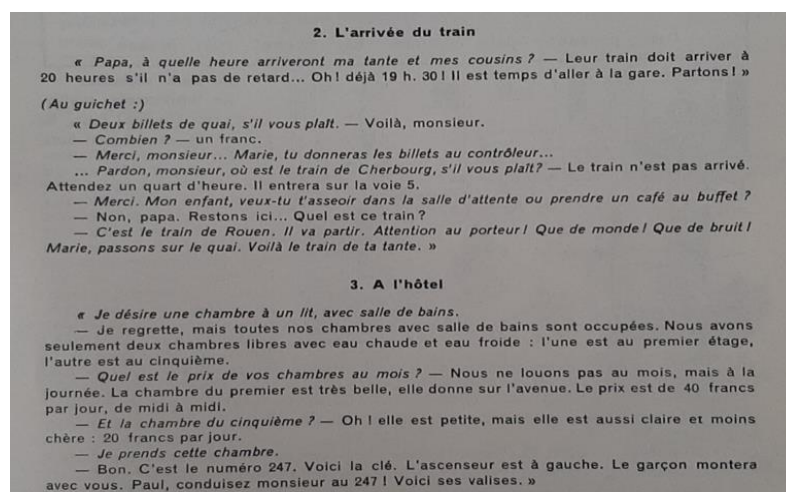 2. L'arrivée du train
« Papa, à quelle heure arriveront ma tante et mes cousins ? — Leur train doit arriver à
20 heures s'il n'a pas de retard... Oh! déjà 19 h. 30! Il est temps d'aller à la gare. Partons! »
(Au guichet :)
« Deux billets de quai, s'il vous plaît. — Voilà, monsieur.
— Combien ? — un franc.
— Merci, monsieur... Marie, tu donneras les billets au contrôleur...
... Pardon, monsieur, où est le train de Cherbourg, s'il vous plaît? — Le train n'est pas arrivé.
Attendez un quart d'heure. Il entrera sur la voie 5.
— Merci. Mon enfant, veux-tu t'asseoir dans la salle d'attente ou prendre un café au buffet ?
— Non, papa. Restons ici... Quel est ce train ?
— C'est le train de Rouen. Il va partir. Attention au porteur! Que de monde! Que de bruit!
Marie, passons sur le quai. Voilà le train de ta tante. »
3. A l'hôtel
« Je désire une chambre à un lit, avec salle de bains.
— Je regrette, mais toutes nos chambres avec salle de bains sont occupées. Nous avons
seulement deux chambres libres avec eau chaude et eau froide : l'une est au premier étage,
l'autre est au cinquième.
— Quel est le prix de vos chambres au mois ? — Nous ne louons pas au mois, mais à la
journée. La chambre du premier est très belle, elle donne sur l'avenue. Le prix est de 40 francs
par jour, de midi à midi.
— Et la chambre du cinquième ? — Oh ! elle est petite, mais elle est aussi claire et moins
chère : 20 francs par jour.
— Je prends cette chambre.
— Bon. C'est le numéro 247. Voici la clé. L'ascenseur est à gauche. Le garçon montera
avec vous. Paul, conduisez monsieur au 247 ! Voici ses valises. »